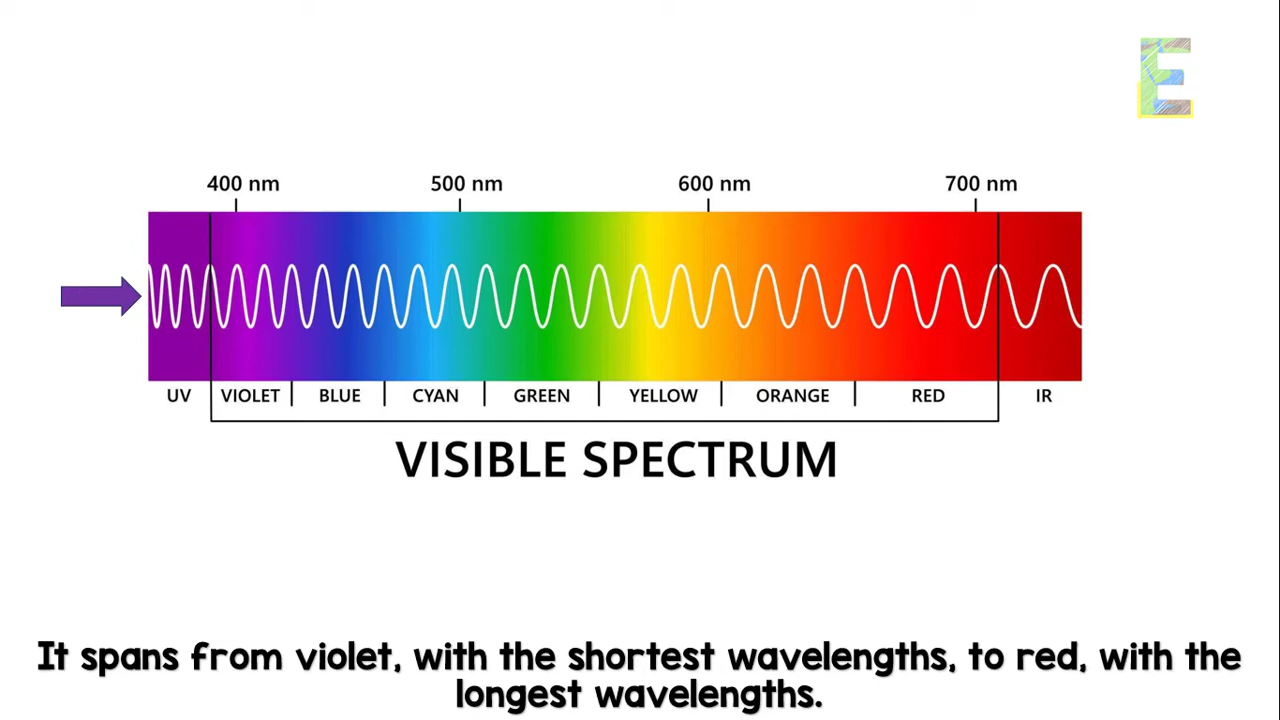 E
400 nm 500 nm 600 nm 700 nm
UV VIOLET BLUE CYAN GREEN YELLOW ORANGE RED IR
VISIBLE SPECTRUM
It spans from violet, with the shortest wavelengths, to red, with the
longest wavelengths.